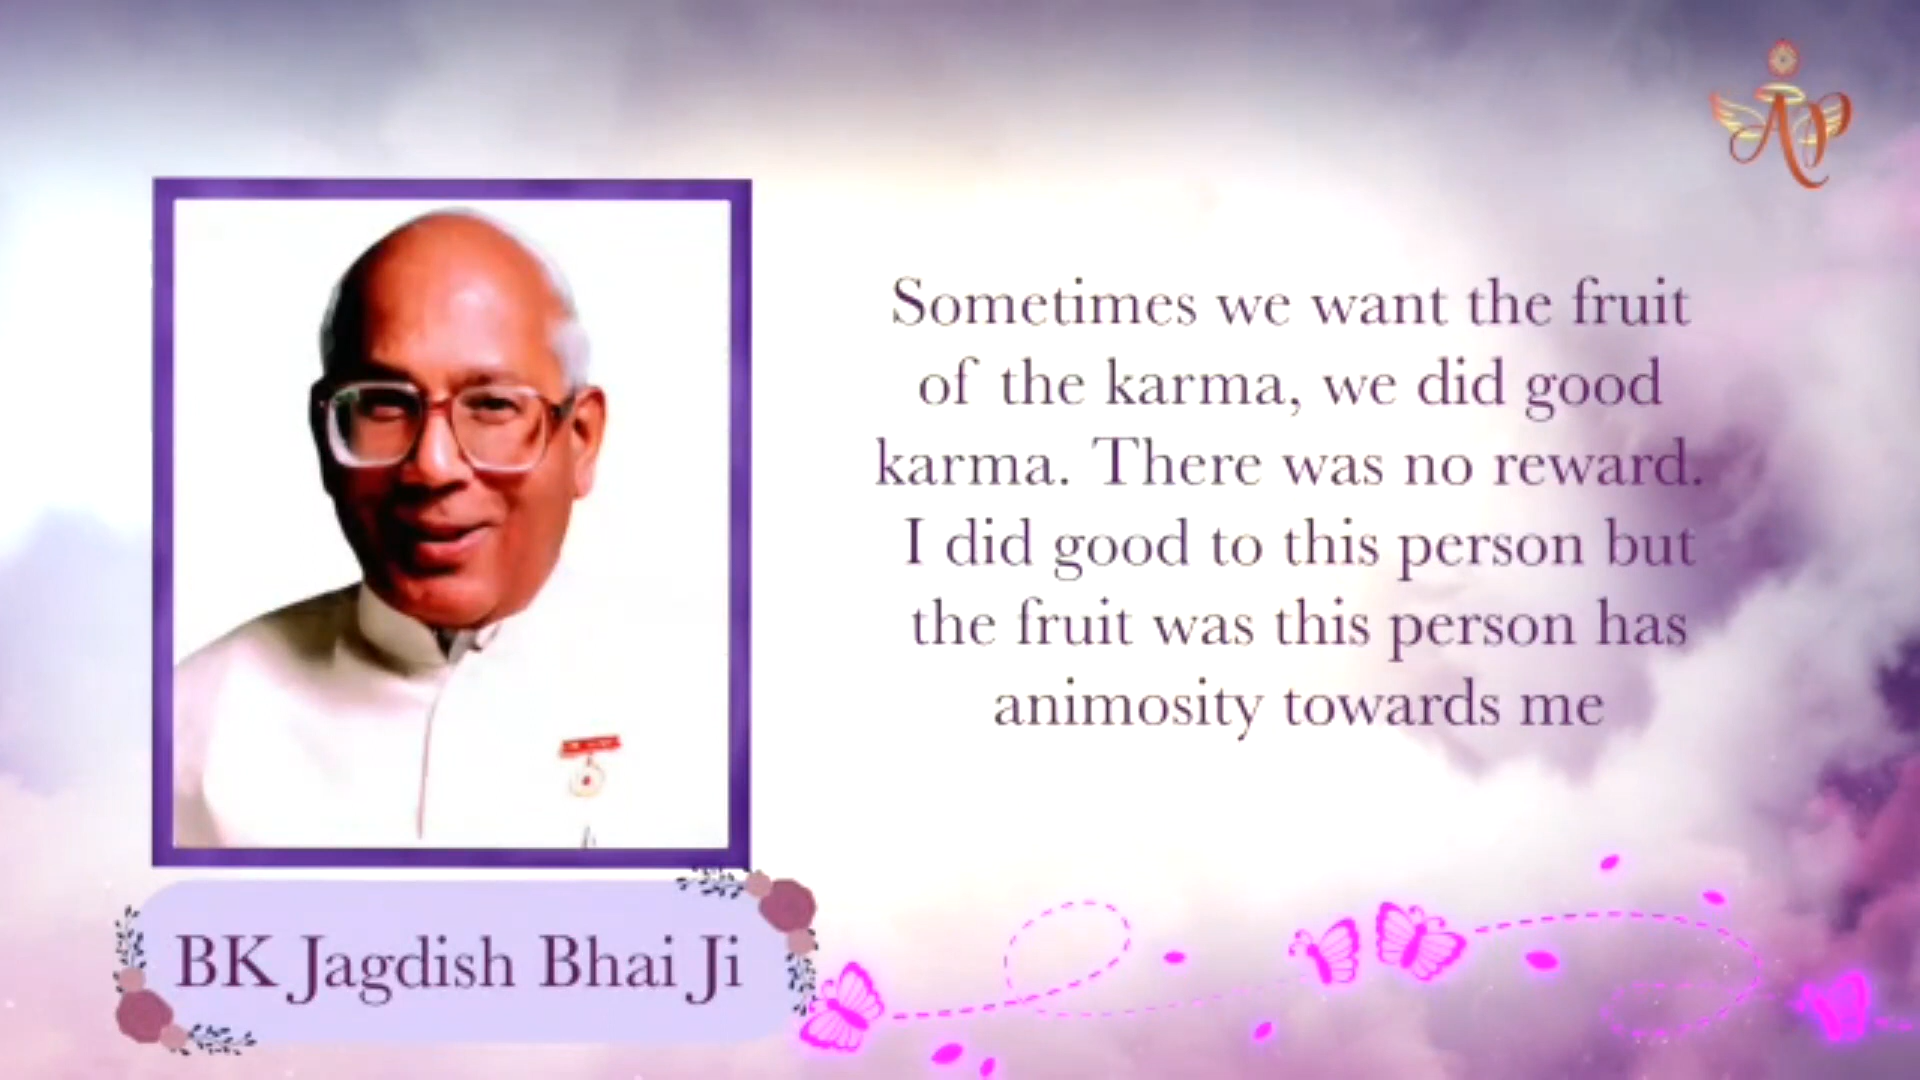 Sometimes we want the fruit
of the karma, we did good
karma. There was no reward.
I did good to this person but
the fruit was this person has
animosity towards me
BK Jagdish Bhai Ji